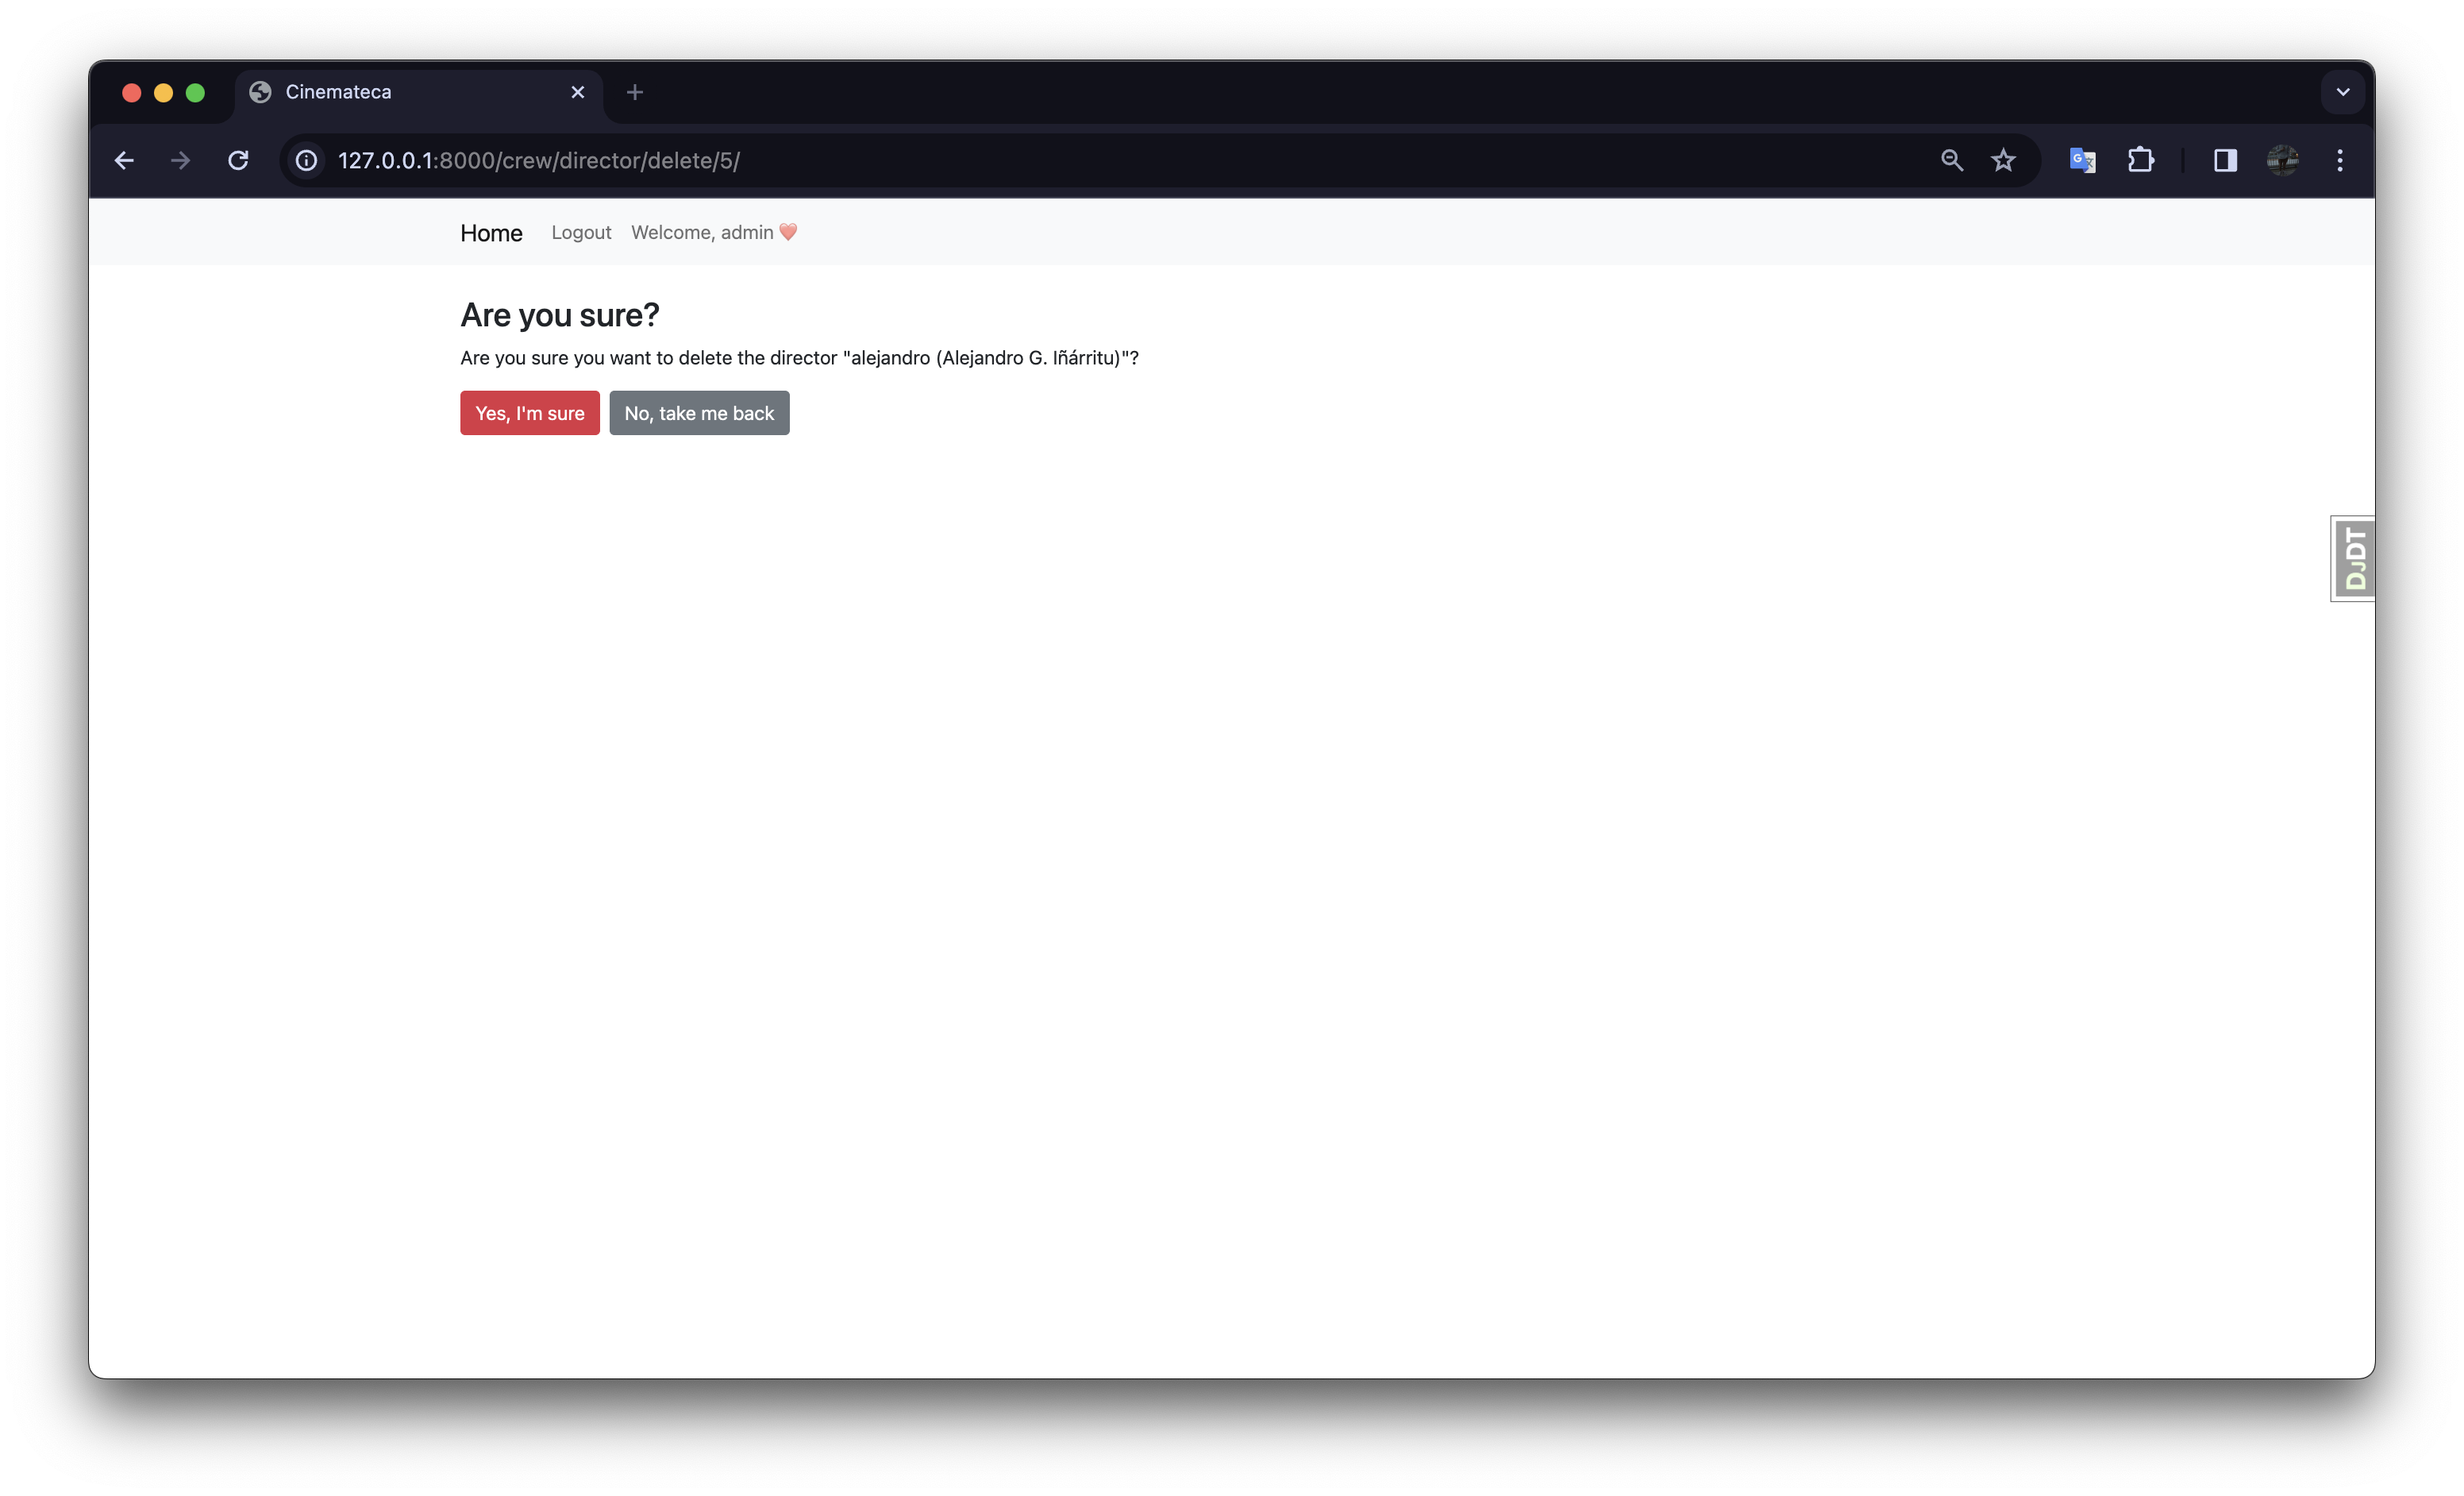 Cinemateca
127.0.0.1:8000/crew/director/delete/5/
Home Logout Welcome, admin
Are you sure?
Are you sure you want to delete the director "alejandro (Alejandro G. Iñárritu)"?
Yes, I'm sure No, take me back
DJDT